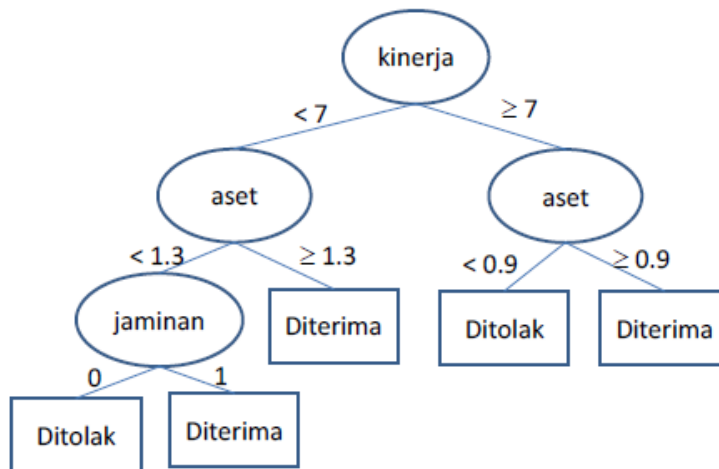 kinerja
< 7
≥ 7
aset
aset
< 1.3
≥ 1.3
< 0.9
≥ 0.9
jaminan
Diterima
Ditolak
Diterima
0
1
Ditolak
Diterima